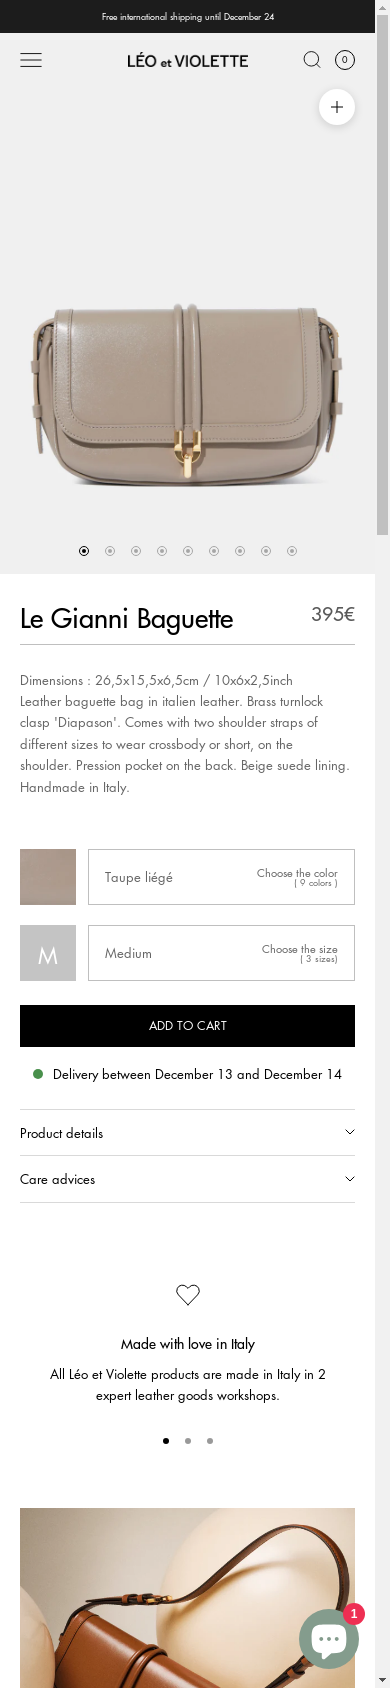 Free international shipping until December 24
LÉO et VIOLETTE
0
Le Gianni Baguette
395€
Dimensions : 26,5x15,5x6,5cm / 10x6x2,5inch
Leather baguette bag in italien leather. Brass turnlock
clasp 'Diapason'. Comes with two shoulder straps of
different sizes to wear crossbody or short, on the
shoulder. Pression pocket on the back. Beige suede lining.
Handmade in Italy.
Taupe liégé
Choose the color
( 9 colors )
M
Medium
Choose the size
( 3 sizes)
ADD TO CART
Delivery between December 13 and December 14
Product details
Care advices
Made with love in Italy
All Léo et Violette products are made in Italy in 2
expert leather goods workshops.
1